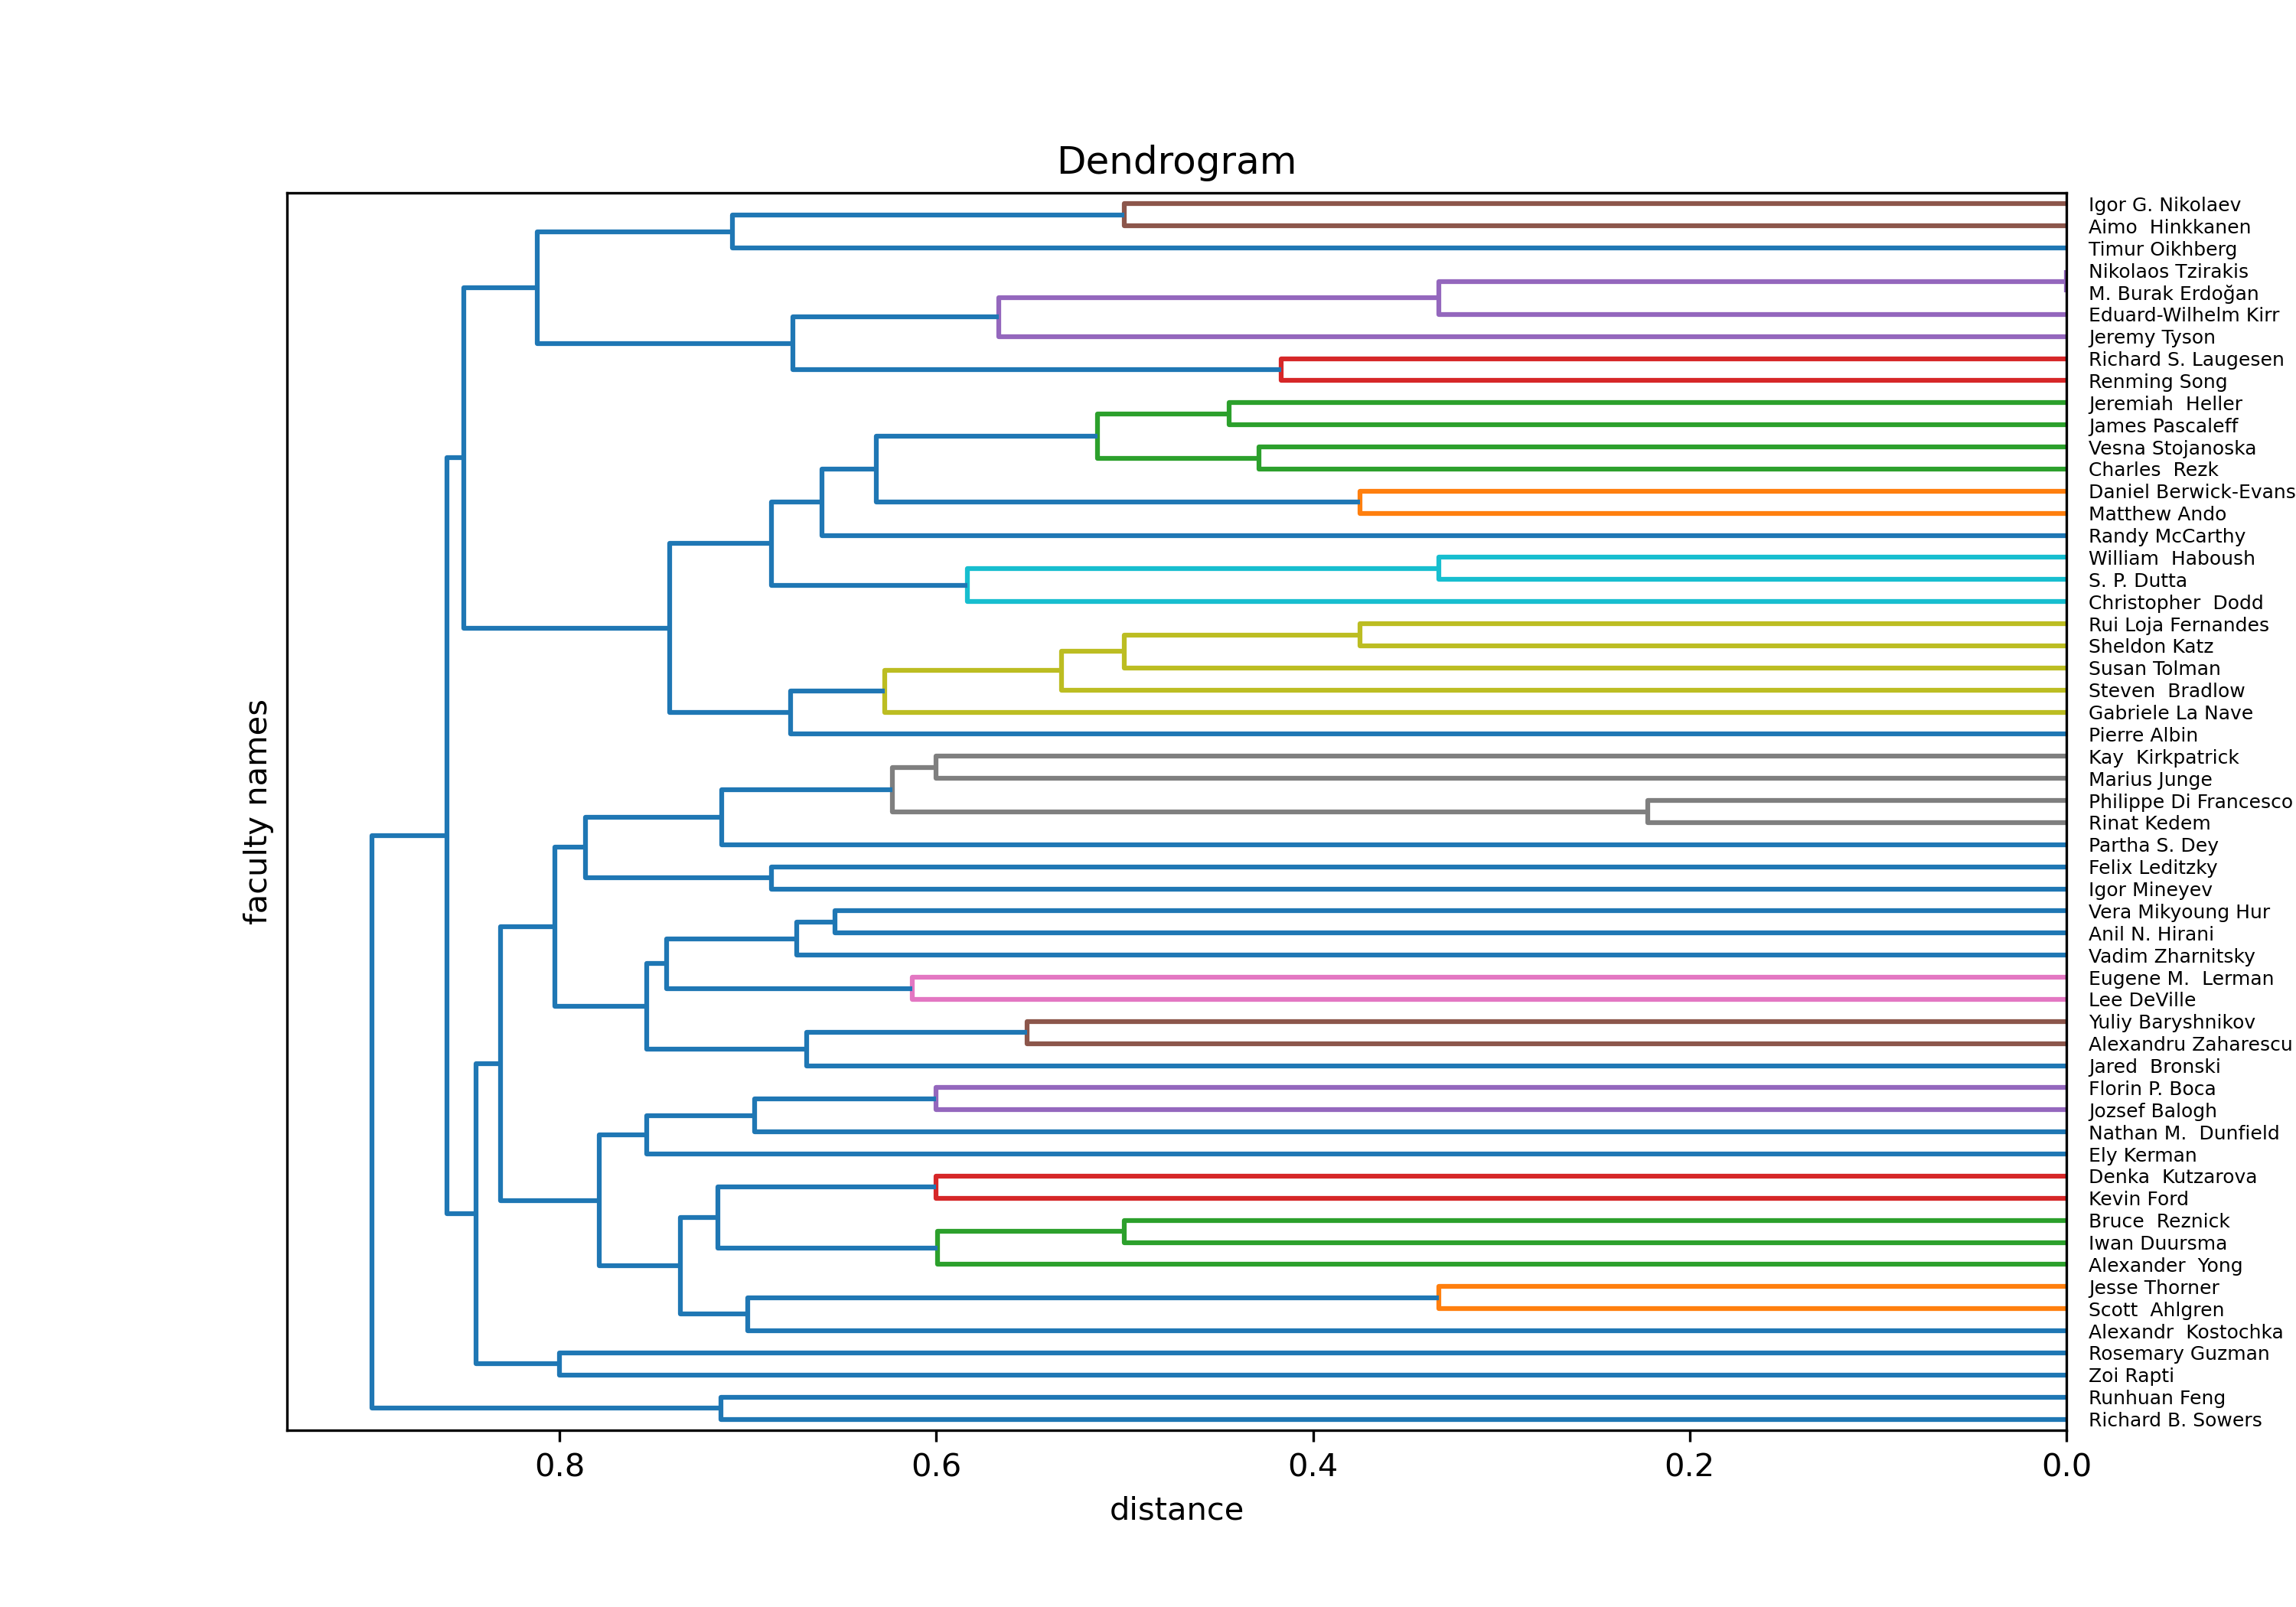 Dendrogram
Igor G. Nikolaev
Aimo  Hinkkanen
Timur Oikhberg
Nikolaos Tzirakis
M. Burak Erdoğan
Eduard-Wilhelm Kirr
Jeremy Tyson
Richard S. Laugesen
Renming Song
Jeremiah  Heller
James Pascaleff
Vesna Stojanoska
Charles  Rezk
Daniel Berwick-Evans
Matthew Ando
Randy McCarthy
William  Haboush
S. P. Dutta
Christopher  Dodd
Rui Loja Fernandes
Sheldon Katz
Susan Tolman
Steven  Bradlow
Gabriele La Nave
Pierre Albin
Kay  Kirkpatrick
Marius Junge
Philippe Di Francesco
Rinat Kedem
Partha S. Dey
Felix Leditzky
Igor Mineyev
Vera Mikyoung Hur
Anil N. Hirani
Vadim Zharnitsky
Eugene M.  Lerman
Lee DeVille
Yuliy Baryshnikov
Alexandru Zaharescu
Jared  Bronski
Florin P. Boca
Jozsef Balogh
Nathan M.  Dunfield
Ely Kerman
Denka  Kutzarova
Kevin Ford
Bruce  Reznick
Iwan Duursma
Alexander  Yong
Jesse Thorner
Scott  Ahlgren
Alexandr  Kostochka
Rosemary Guzman
Zoi Rapti
Runhuan Feng
Richard B. Sowers
faculty names
0.8 0.6 0.4 0.2 0.0
distance